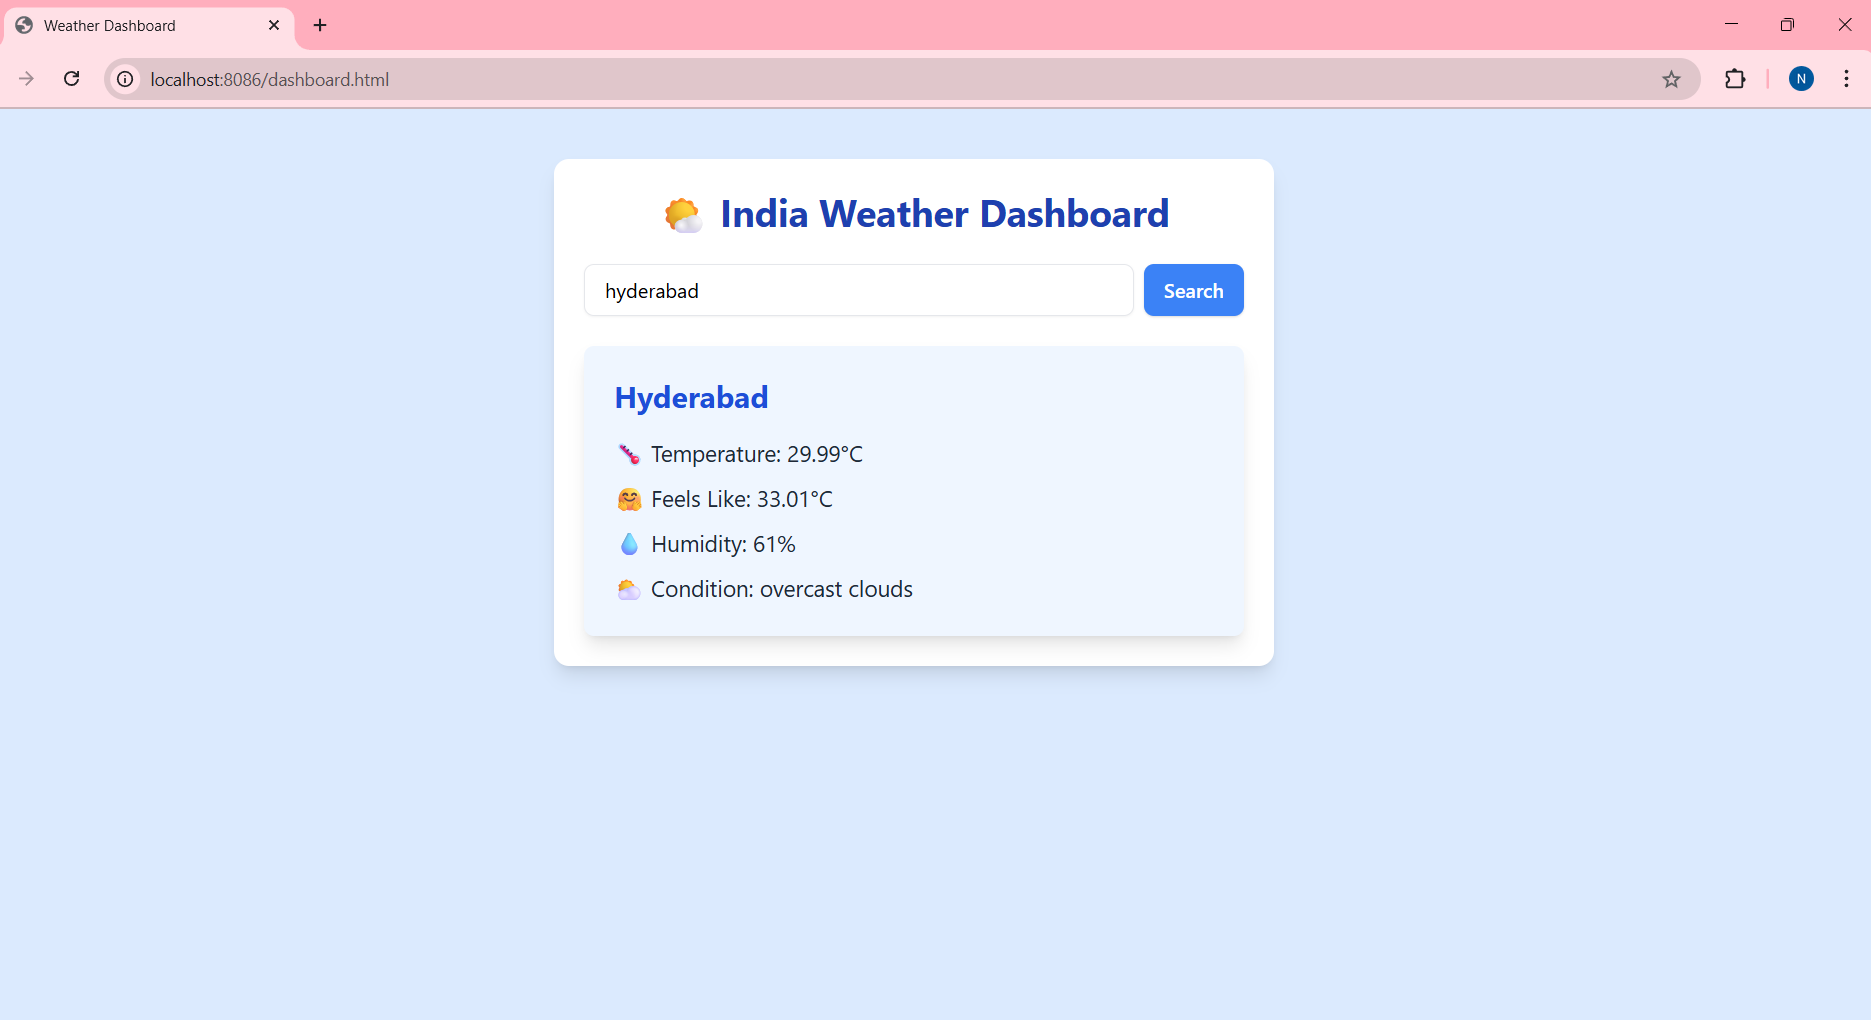 Weather Dashboard
localhost:8086/dashboard.html
N
India Weather Dashboard
hyderabad
Search
Hyderabad
Temperature: 29.99°C
Feels Like: 33.01°C
Humidity: 61%
Condition: overcast clouds